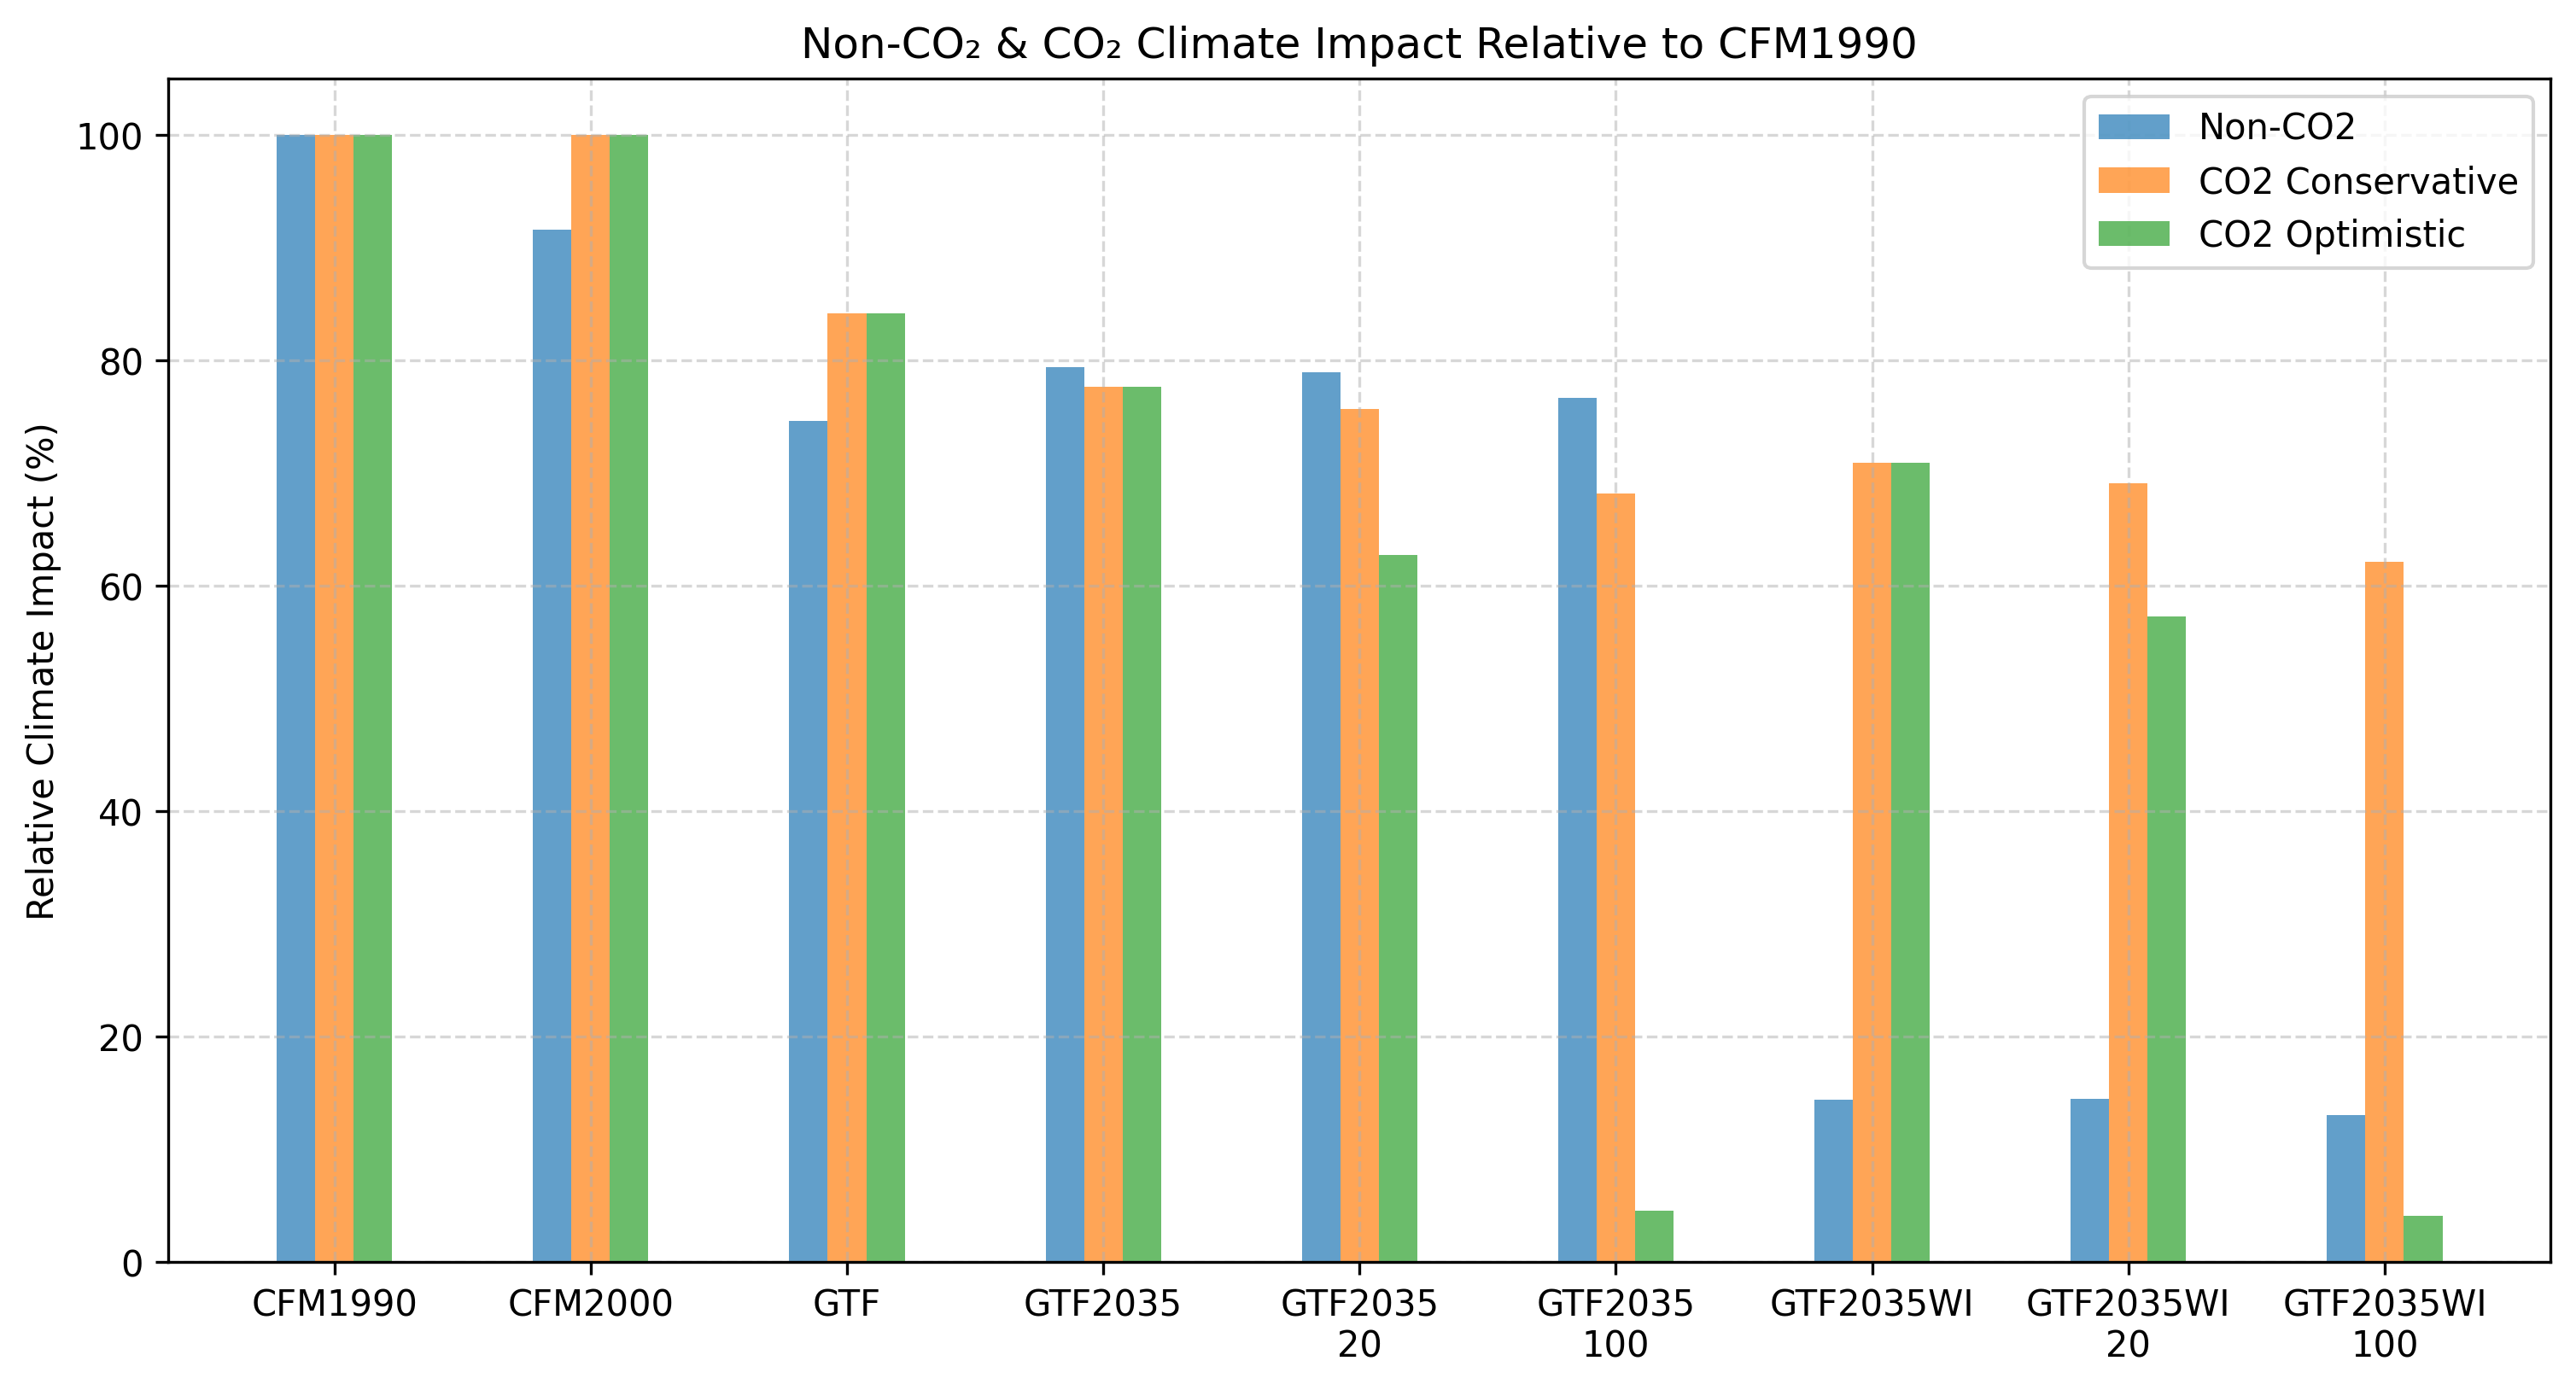 Non-CO₂ & CO₂ Climate Impact Relative to CFM1990
Relative Climate Impact (%)
100
80
60
40
20
0
Non-CO2
CO2 Conservative
CO2 Optimistic
CFM1990
CFM2000
GTF
GTF2035
GTF2035
20
GTF2035
100
GTF2035WI
GTF2035WI
20
GTF2035WI
100